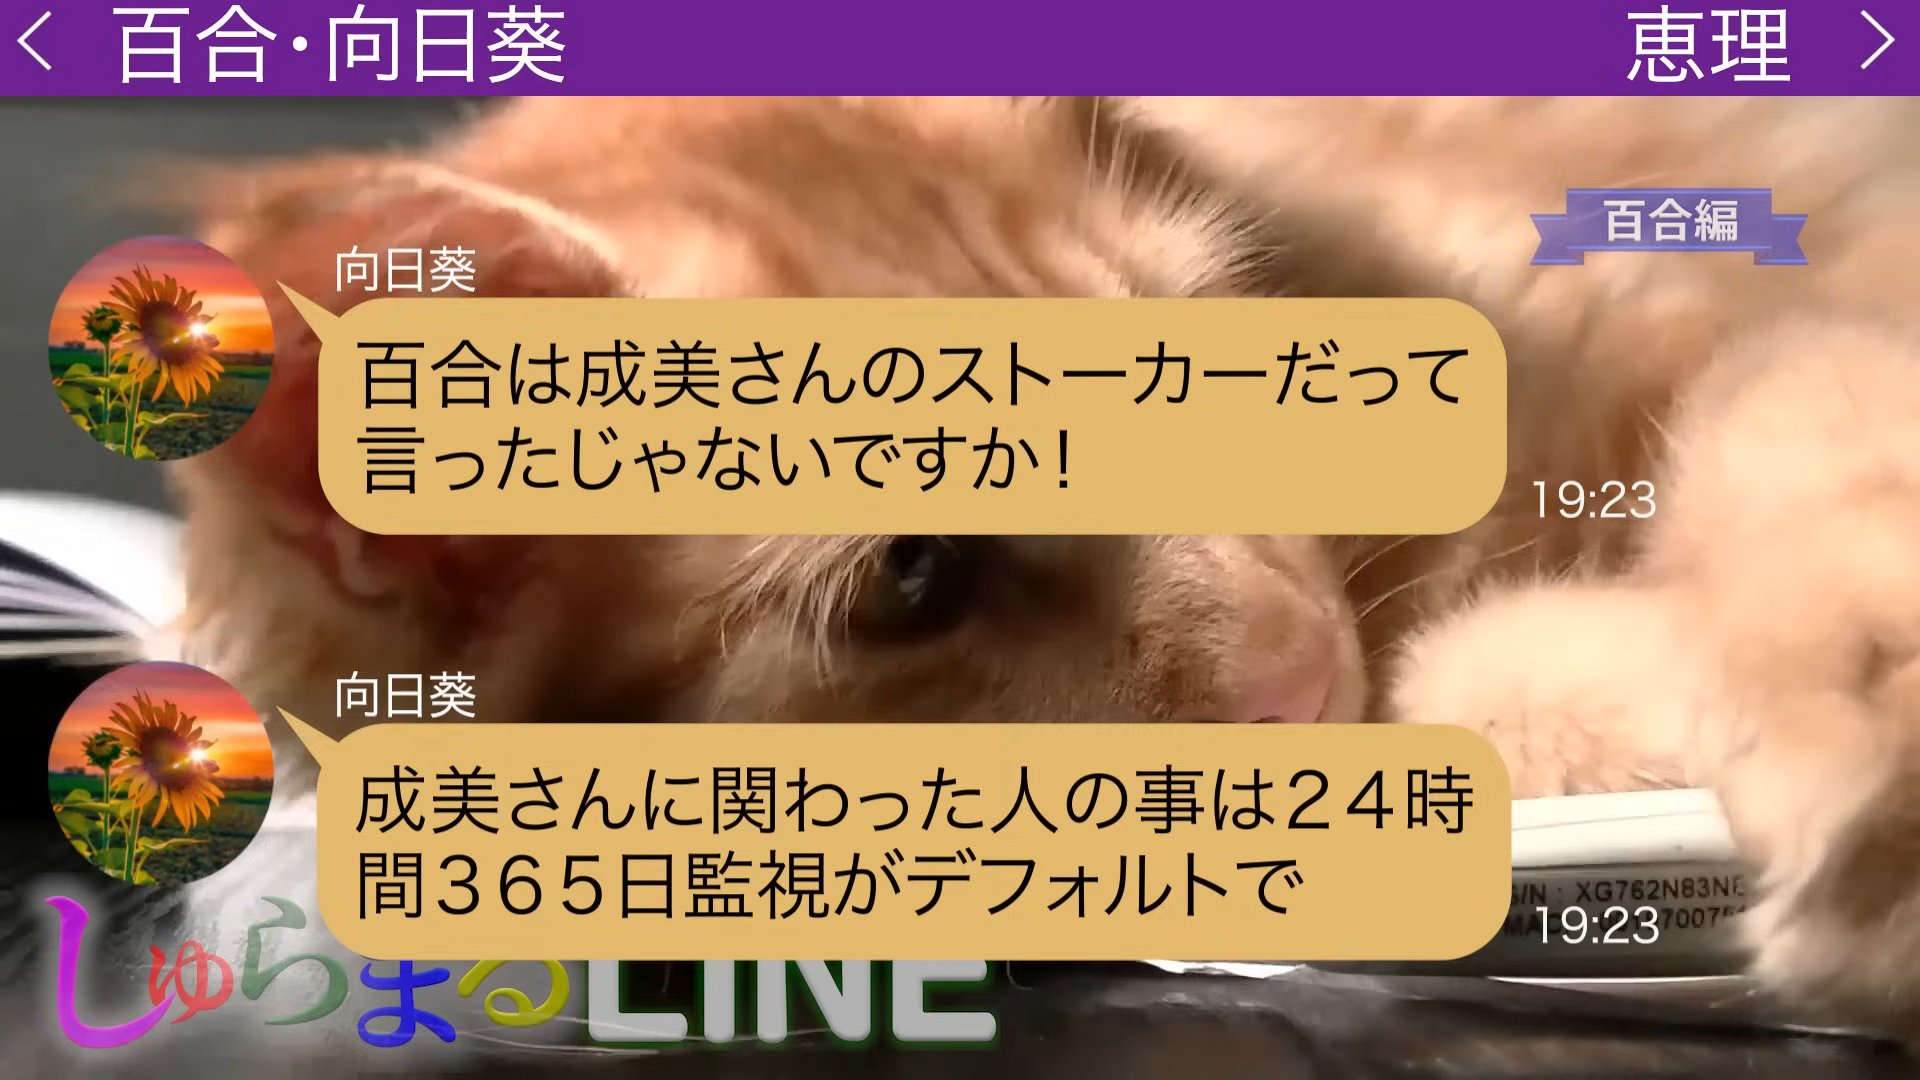 百合・向日葵
恵理
百合編
向日葵
百合は成美さんのストーカーだって
言ったじゃないですか！
19:23
向日葵
成美さんに関わった人の事は２４時
間３６５日監視がデフォルトで
19:23
S/N : XG762N83NE
しゅらまるLINE